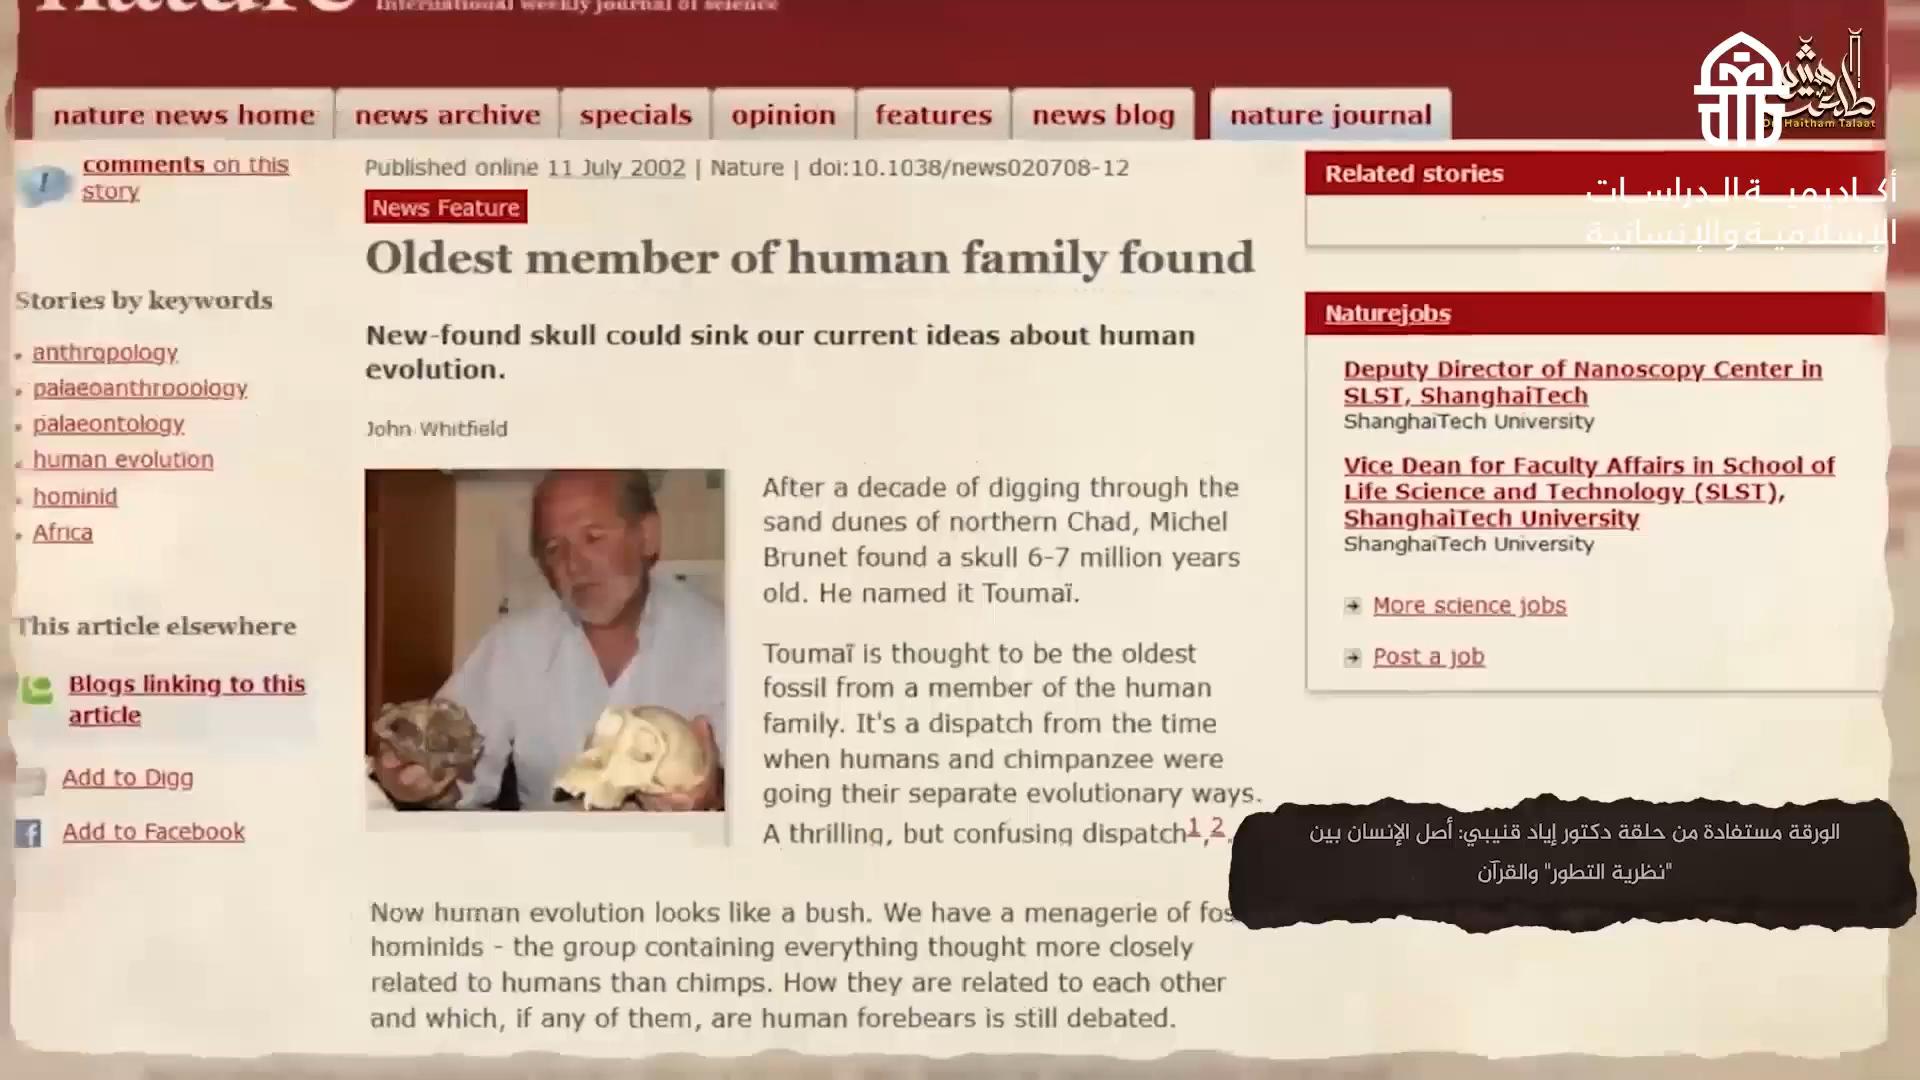 nature
International weekly journal of science
nature news home
news archive
specials
opinion
features
news blog
nature journal
Dr. Haitham Talaat
أكاديمية الدراسات
الإسلامية والإنسانية
comments on this
story
Stories by keywords
anthropology
palaeoanthropology
palaeontology
human evolution
hominid
Africa
This article elsewhere
Blogs linking to this
article
Add to Digg
Add to Facebook
Published online 11 July 2002 | Nature | doi:10.1038/news020708-12
News Feature
Oldest member of human family found
New-found skull could sink our current ideas about human
evolution.
John Whitfield
After a decade of digging through the
sand dunes of northern Chad, Michel
Brunet found a skull 6-7 million years
old. He named it Toumaï.
Toumaï is thought to be the oldest
fossil from a member of the human
family. It's a dispatch from the time
when humans and chimpanzee were
going their separate evolutionary ways.
A thrilling, but confusing dispatch1,2.
Now human evolution looks like a bush. We have a menagerie of fos
hominids - the group containing everything thought more closely
related to humans than chimps. How they are related to each other
and which, if any of them, are human forebears is still debated.
Related stories
Naturejobs
Deputy Director of Nanoscopy Center in
SLST, ShanghaiTech
ShanghaiTech University
Vice Dean for Faculty Affairs in School of
Life Science and Technology (SLST),
ShanghaiTech University
ShanghaiTech University
More science jobs
Post a job
الورقة مستفادة من حلقة دكتور إياد قنيبي: أصل الإنسان بين
"نظرية التطور" والقرآن